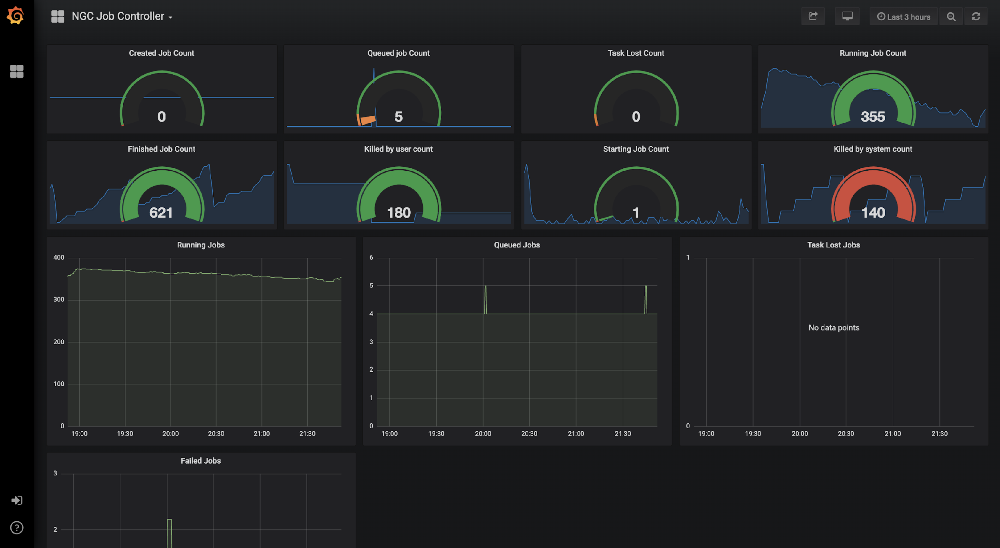 NGC Job Controller
Last 3 hours
Created Job Count
0
Queued job Count
5
Task Lost Count
0
Running Job Count
355
Finished Job Count
621
Killed by user count
180
Starting Job Count
1
Killed by system count
140
Running Jobs
400
300
200
100
0
19:00 19:30 20:00 20:30 21:00 21:30
Queued Jobs
6
5
4
3
2
1
0
19:00 19:30 20:00 20:30 21:00 21:30
Task Lost Jobs
1
No data points
0
19:00 19:30 20:00 20:30 21:00 21:30
Failed Jobs
3
2
?